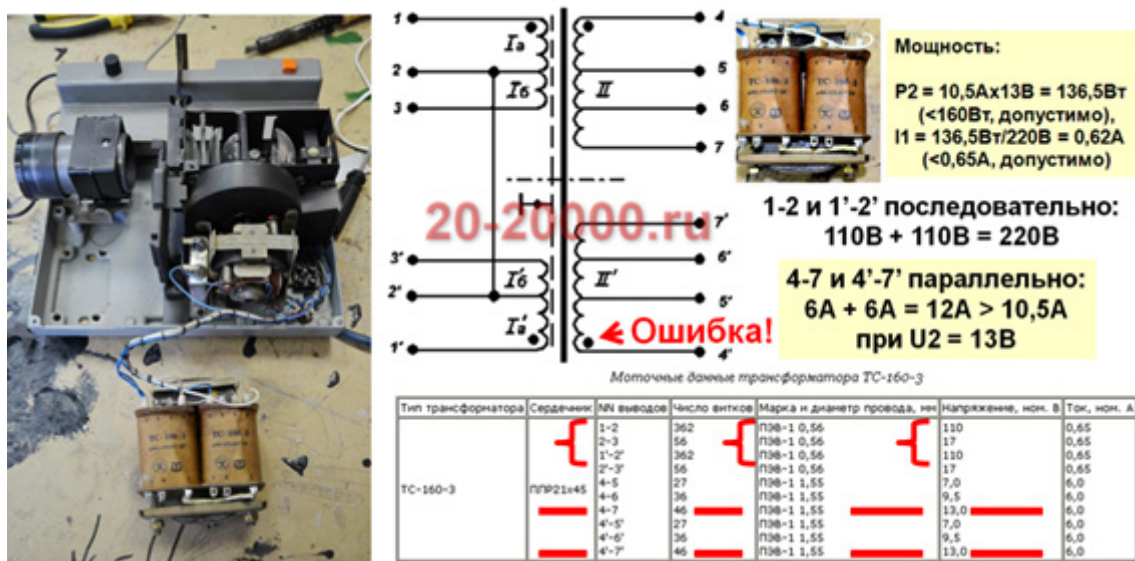 1
Iа
2
Iб
3
4
5
II
6
7
20-20000.ru
3'
I'б
2'
I'а
1'
7'
6'
II'
5'
4'
Ошибка!
ТС-160-3
ТС-160-3
Мощность:
P2 = 10,5Ах13В = 136,5Вт
(<160Вт, допустимо),
I1 = 136,5Вт/220В = 0,62А
(<0,65А, допустимо)
1-2 и 1’-2’ последовательно:
110В + 110В = 220В
4-7 и 4’-7’ параллельно:
6А + 6А = 12А > 10,5А
при U2 = 13В
Моточные данные трансформатора ТС-160-3
Тип трансформатора Сердечник NN выводов Число витков Марка и диаметр провода, мм Напряжение, ном. В Ток, ном. А
ТС-160-3 ПЛР21х45
1-2 362 ПЭВ-1 0,56 110 0,65
2-3 56 ПЭВ-1 0,56 17 0,65
1'-2' 362 ПЭВ-1 0,56 110 0,65
2'-3' 56 ПЭВ-1 0,56 17 0,65
4-5 27 ПЭВ-1 1,55 7,0 6,0
4-6 36 ПЭВ-1 1,55 9,5 6,0
4-7 46 ПЭВ-1 1,55 13,0 6,0
4'-5' 27 ПЭВ-1 1,55 7,0 6,0
4'-6' 36 ПЭВ-1 1,55 9,5 6,0
4'-7' 46 ПЭВ-1 1,55 13,0 6,0